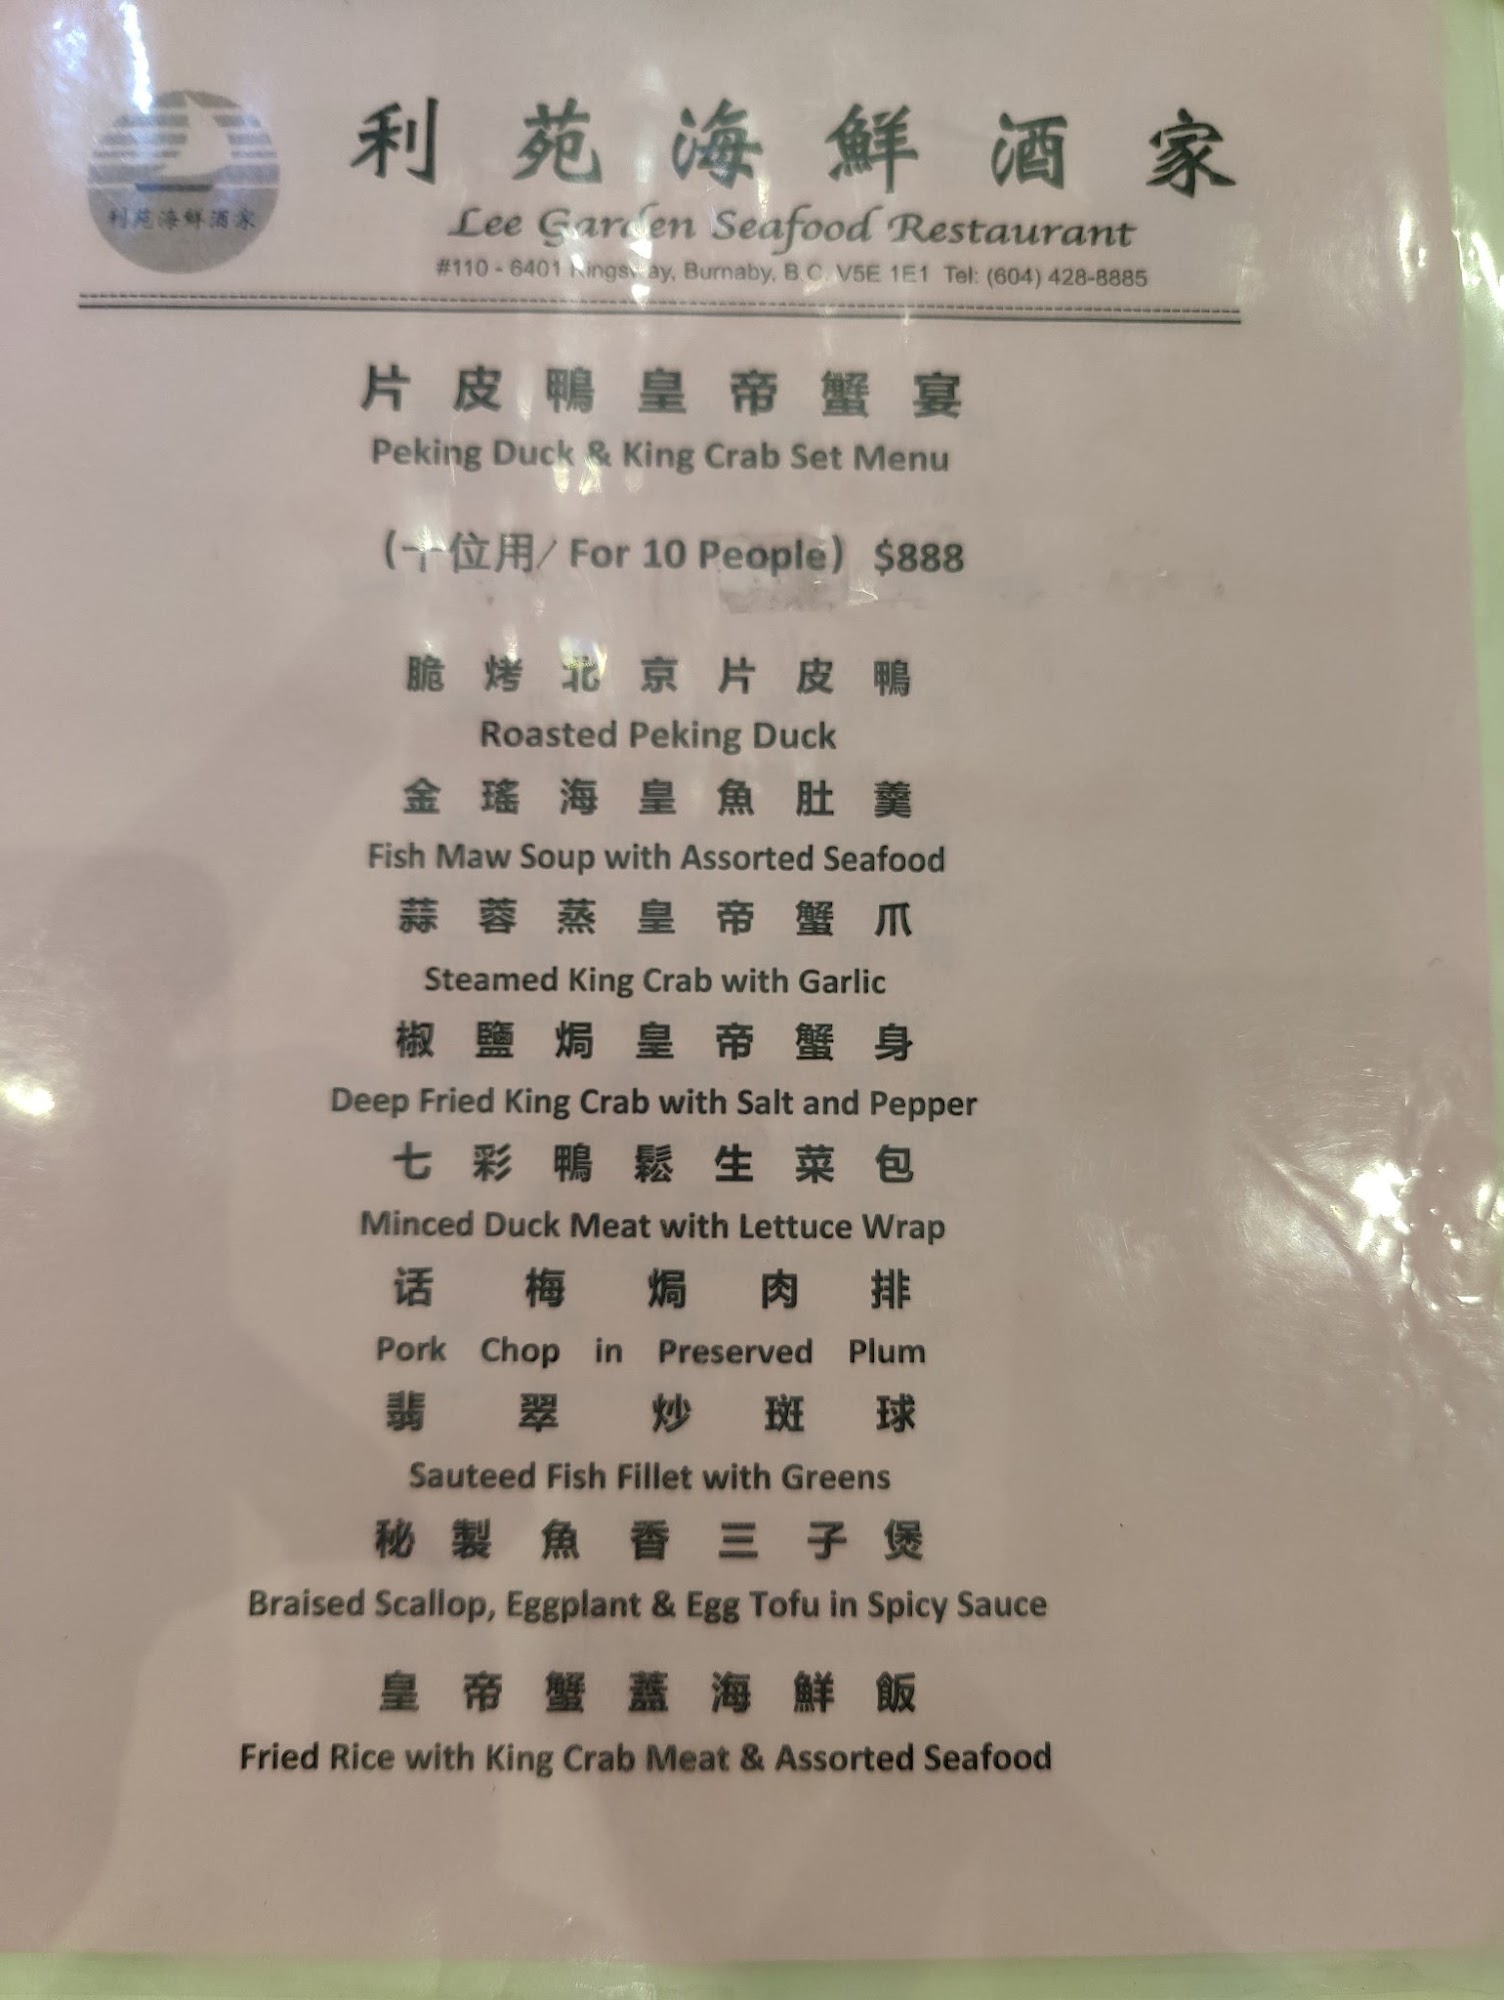 利苑海鮮酒家
利苑海鮮酒家
Lee Garden Seafood Restaurant
#110 - 6401 Kingsway, Burnaby, B.C. V5E 1E1 Tel: (604) 428-8885
片皮鴨皇帝蟹宴
Peking Duck & King Crab Set Menu
(十位用/ For 10 People) $888
脆烤北京片皮鴨
Roasted Peking Duck
金瑤海皇魚肚羹
Fish Maw Soup with Assorted Seafood
蒜蓉蒸皇帝蟹爪
Steamed King Crab with Garlic
椒鹽焗皇帝蟹身
Deep Fried King Crab with Salt and Pepper
七彩鴨鬆生菜包
Minced Duck Meat with Lettuce Wrap
话梅焗肉排
Pork Chop in Preserved Plum
翡翠炒斑球
Sauteed Fish Fillet with Greens
秘製魚香三子煲
Braised Scallop, Eggplant & Egg Tofu in Spicy Sauce
皇帝蟹蓋海鮮飯
Fried Rice with King Crab Meat & Assorted Seafood